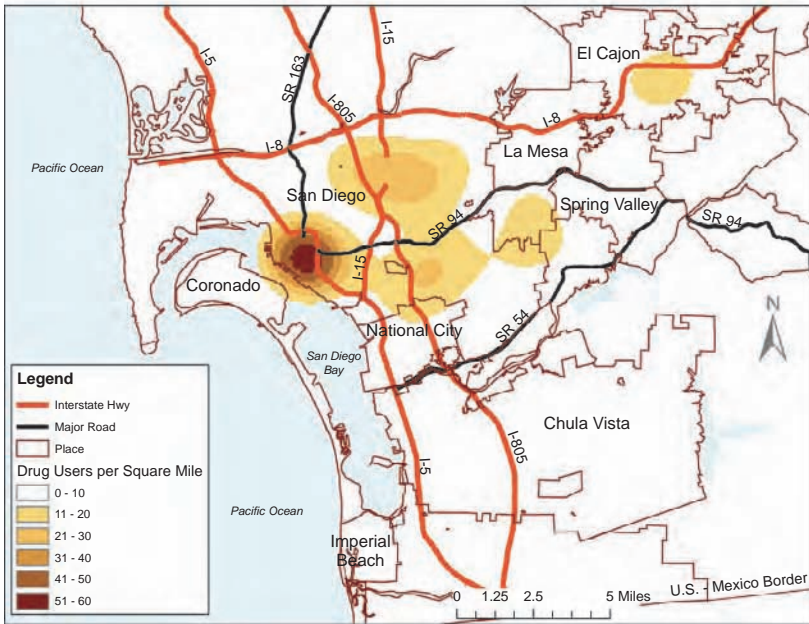 I-5
SR 163
I-805
I-15
El Cajon
I-8
I-8
La Mesa
Pacific Ocean
San Diego
SR 94
Spring Valley
SR 94
I-15
Coronado
National City
SR 54
N
San Diego
Bay
Legend
Interstate Hwy
Major Road
Place
Drug Users per Square Mile
0 - 10
11 - 20
21 - 30
31 - 40
41 - 50
51 - 60
Chula Vista
I-5
I-805
Pacific Ocean
Imperial
Beach
U.S. - Mexico Border
0 1.25 2.5 5 Miles